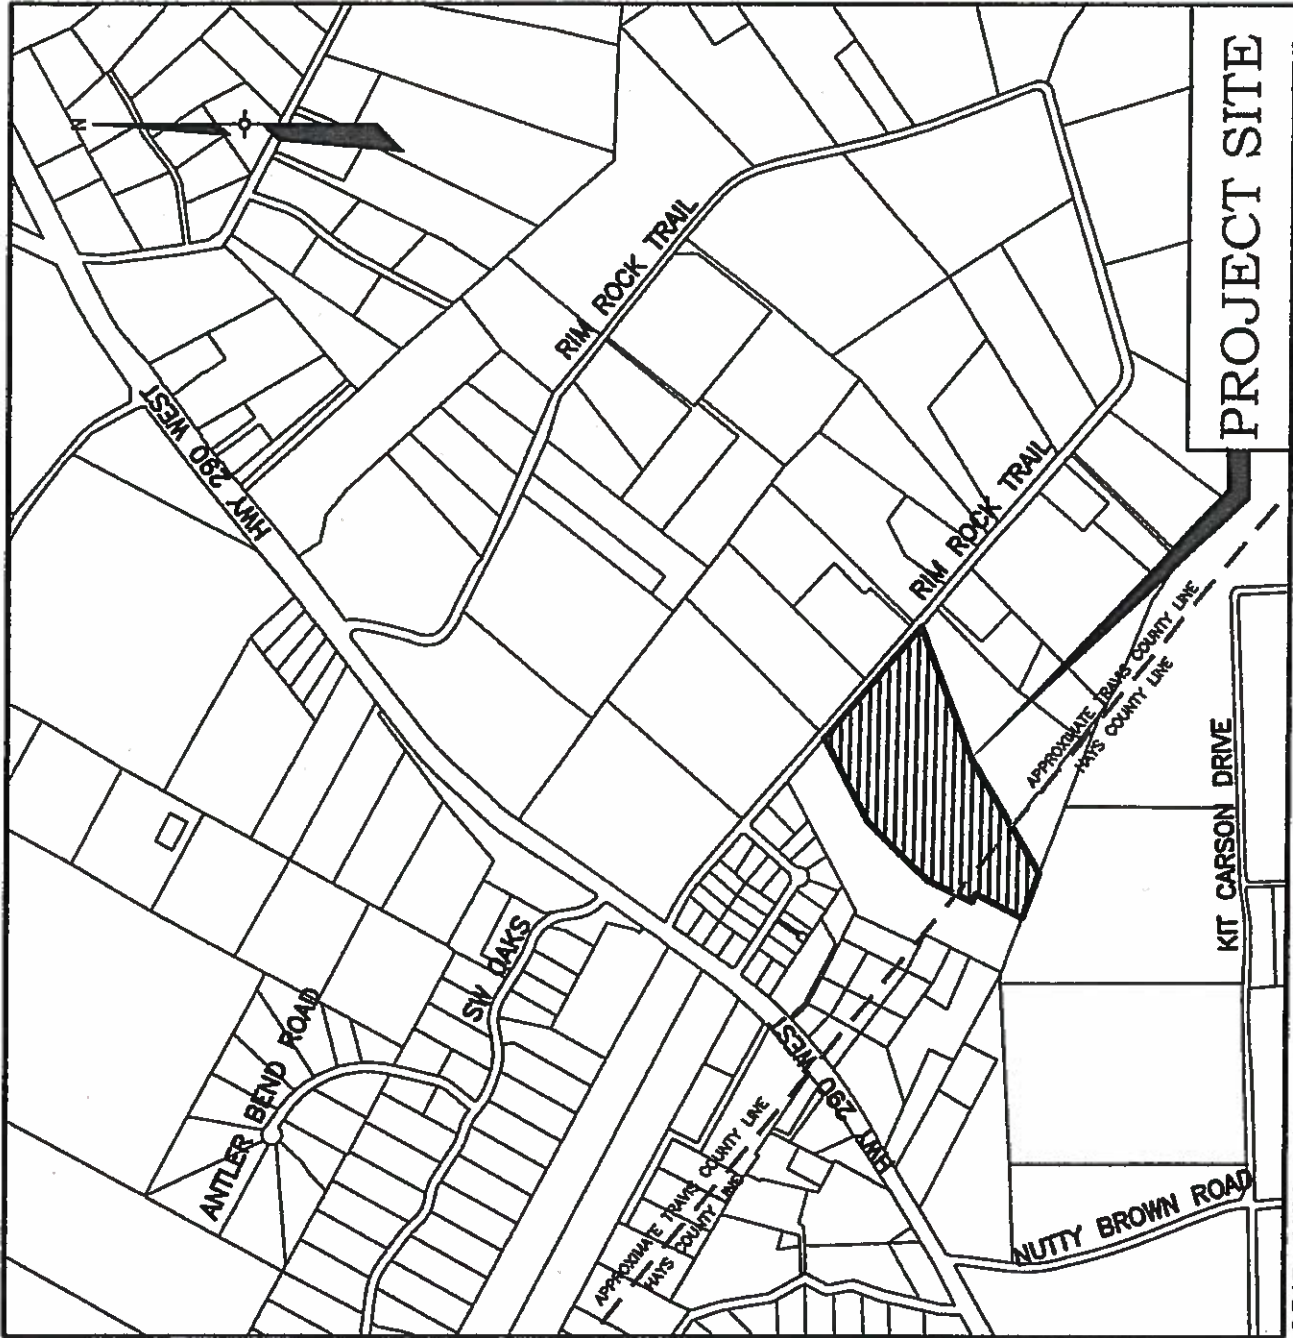 N
HWY 290 WEST
RIM ROCK TRAIL
PROJECT SITE
RIM ROCK TRAIL
ANTLER BEND ROAD
SW OAKS
APPROXIMATE TRAVIS COUNTY LINE
HAYS COUNTY LINE
KIT CARSON DRIVE
HWY 290 WEST
APPROXIMATE TRAVIS COUNTY LINE
HAYS COUNTY LINE
NUTTY BROWN ROAD